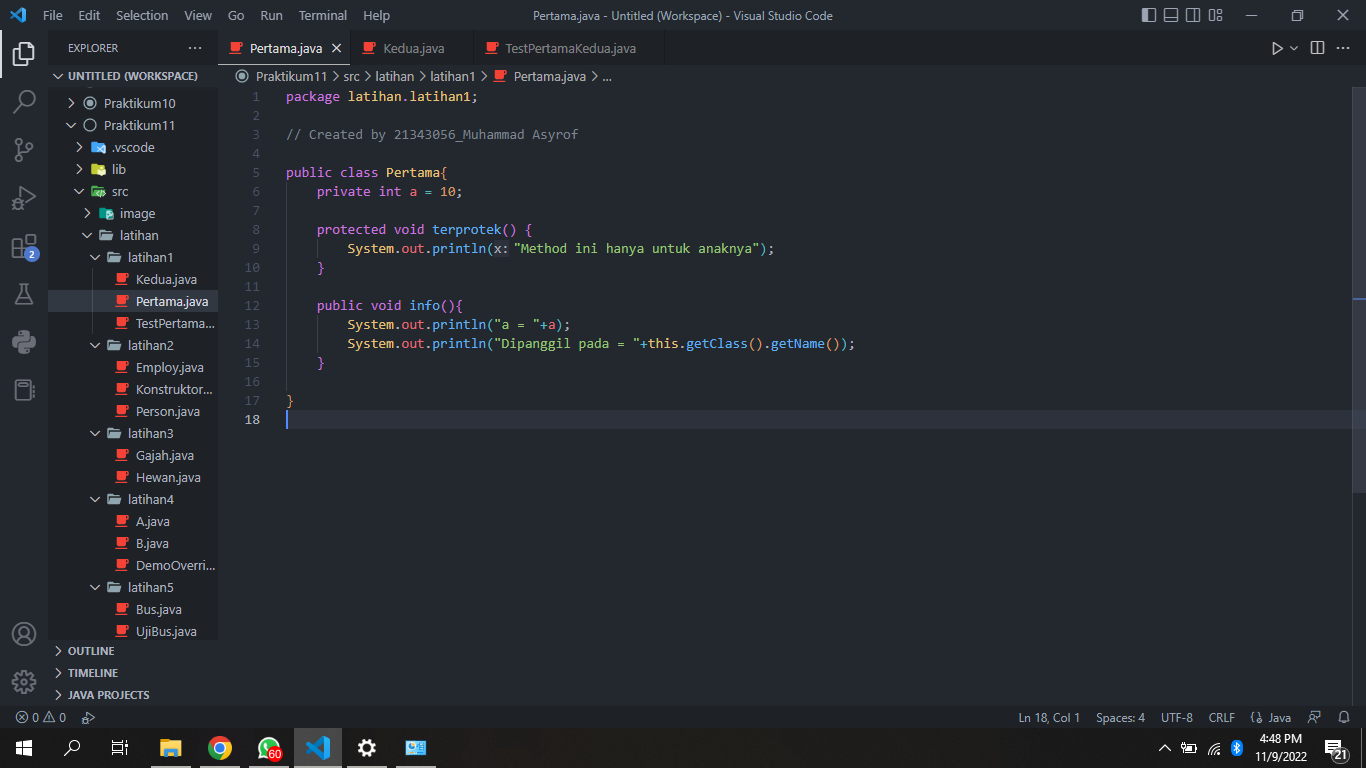 File Edit Selection View Go Run Terminal Help
Pertama.java - Untitled (Workspace) - Visual Studio Code
EXPLORER
Pertama.java
Kedua.java
TestPertamaKedua.java
UNTITLED (WORKSPACE)
Praktikum10
Praktikum11
.vscode
lib
src
image
latihan
latihan1
Kedua.java
Pertama.java
TestPertama...
latihan2
Employ.java
Konstruktor...
Person.java
latihan3
Gajah.java
Hewan.java
latihan4
A.java
B.java
DemoOverri...
latihan5
Bus.java
UjiBus.java
OUTLINE
TIMELINE
JAVA PROJECTS
2
Praktikum11 > src > latihan > latihan1 > Pertama.java > ...
1 package latihan.latihan1;
2
3 // Created by 21343056_Muhammad Asyrof
4
5 public class Pertama{
6 private int a = 10;
7
8 protected void terprotek() {
9 System.out.println(x: "Method ini hanya untuk anaknya");
10 }
11
12 public void info(){
13 System.out.println("a = "+a);
14 System.out.println("Dipanggil pada = "+this.getClass().getName());
15 }
16
17 }
18
0 0
Ln 18, Col 1 Spaces: 4 UTF-8 CRLF Java
60
4:48 PM
11/9/2022
21